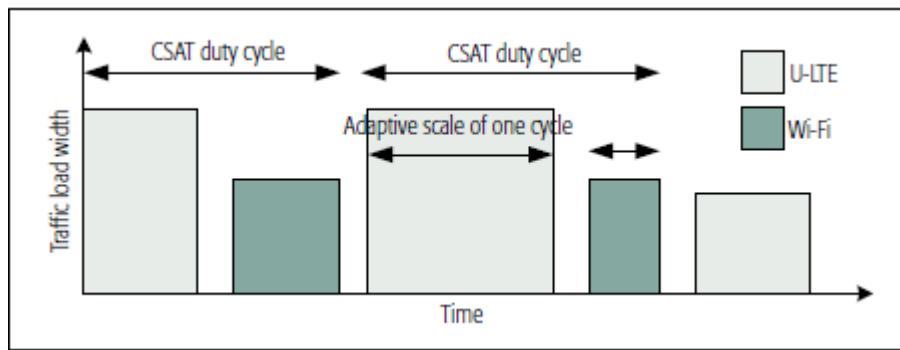 CSAT duty cycle
CSAT duty cycle
U-LTE
Adaptive scale of one cycle
Wi-Fi
Traffic load width
Time